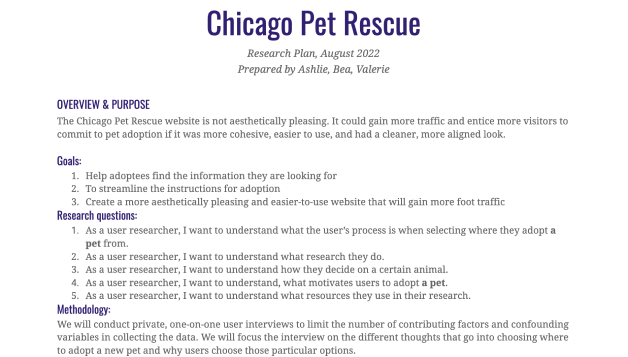 Chicago Pet Rescue
Research Plan, August 2022
Prepared by Ashlie, Bea, Valerie
OVERVIEW & PURPOSE
The Chicago Pet Rescue website is not aesthetically pleasing. It could gain more traffic and entice more visitors to
commit to pet adoption if it was more cohesive, easier to use, and had a cleaner, more aligned look.
Goals:
1. Help adoptees find the information they are looking for
2. To streamline the instructions for adoption
3. Create a more aesthetically pleasing and easier-to-use website that will gain more foot traffic
Research questions:
1. As a user researcher, I want to understand what the user’s process is when selecting where they adopt a
pet from.
2. As a user researcher, I want to understand what research they do.
3. As a user researcher, I want to understand how they decide on a certain animal.
4. As a user researcher, I want to understand, what motivates users to adopt a pet.
5. As a user researcher, I want to understand what resources they use in their research.
Methodology:
We will conduct private, one-on-one user interviews to limit the number of contributing factors and confounding
variables in collecting the data. We will focus the interview on the different thoughts that go into choosing where
to adopt a new pet and why users choose those particular options.